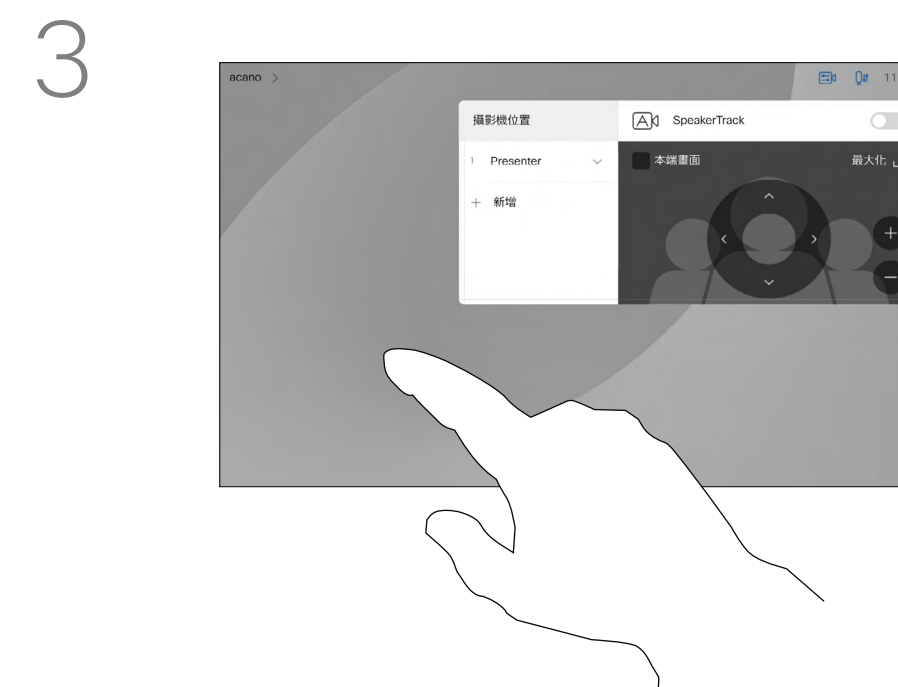 3
acano >
11
攝影機位置
SpeakerTrack
1 Presenter
本端畫面
最大化
+ 新增